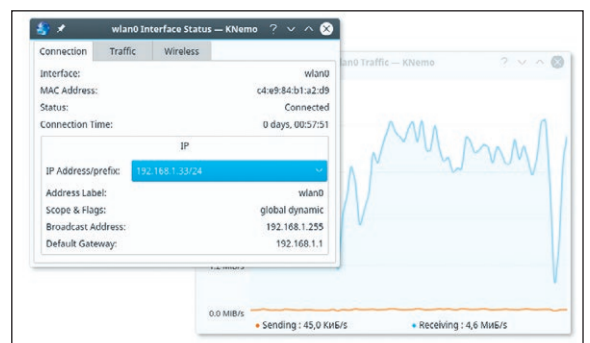 wlan0 Interface Status — KNemo
Connection Traffic Wireless
Interface: wlan0
MAC Address: c4:e9:84:b1:a2:d9
Status: Connected
Connection Time: 0 days, 00:57:51
IP
IP Address/prefix: 192.168.1.33/24
Address Label: wlan0
Scope & Flags: global dynamic
Broadcast Address: 192.168.1.255
Default Gateway: 192.168.1.1
Traffic — KNemo
0.0 MiB/s
Sending : 45,0 КиБ/s
Receiving : 4,6 МиБ/s